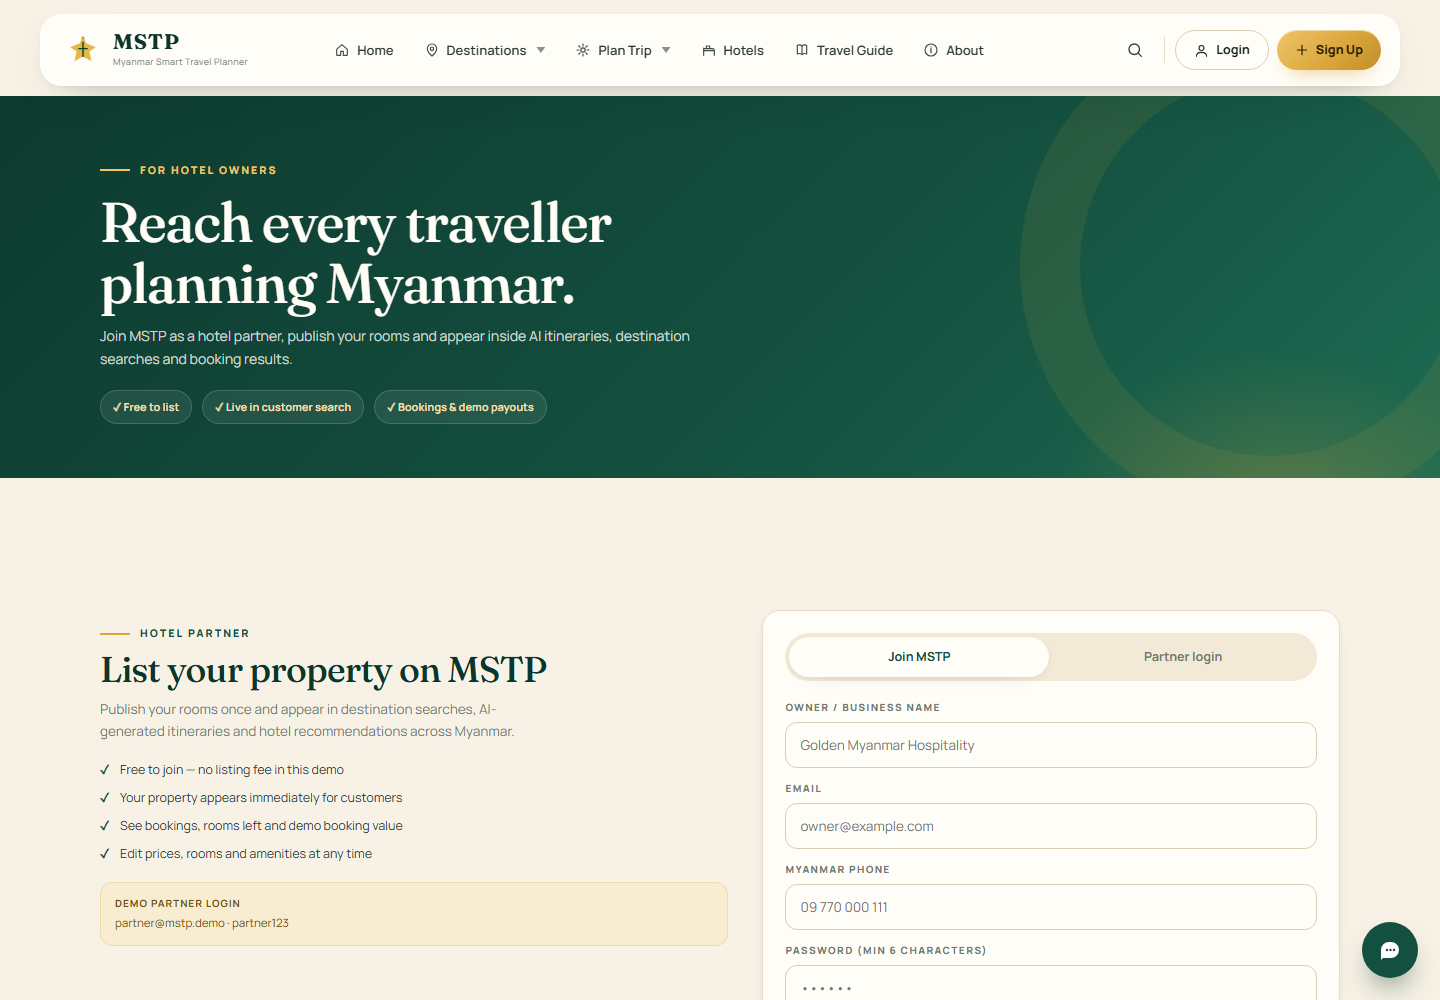 MSTP
Myanmar Smart Travel Planner
Home
Destinations
Plan Trip
Hotels
Travel Guide
About
Login
Sign Up
FOR HOTEL OWNERS
Reach every traveller
planning Myanmar.
Join MSTP as a hotel partner, publish your rooms and appear inside AI itineraries, destination
searches and booking results.
✓ Free to list
✓ Live in customer search
✓ Bookings & demo payouts
HOTEL PARTNER
List your property on MSTP
Publish your rooms once and appear in destination searches, AI-
generated itineraries and hotel recommendations across Myanmar.
✓ Free to join — no listing fee in this demo
✓ Your property appears immediately for customers
✓ See bookings, rooms left and demo booking value
✓ Edit prices, rooms and amenities at any time
DEMO PARTNER LOGIN
partner@mstp.demo · partner123
Join MSTP
Partner login
OWNER / BUSINESS NAME
Golden Myanmar Hospitality
EMAIL
owner@example.com
MYANMAR PHONE
09 770 000 111
PASSWORD (MIN 6 CHARACTERS)
••••••